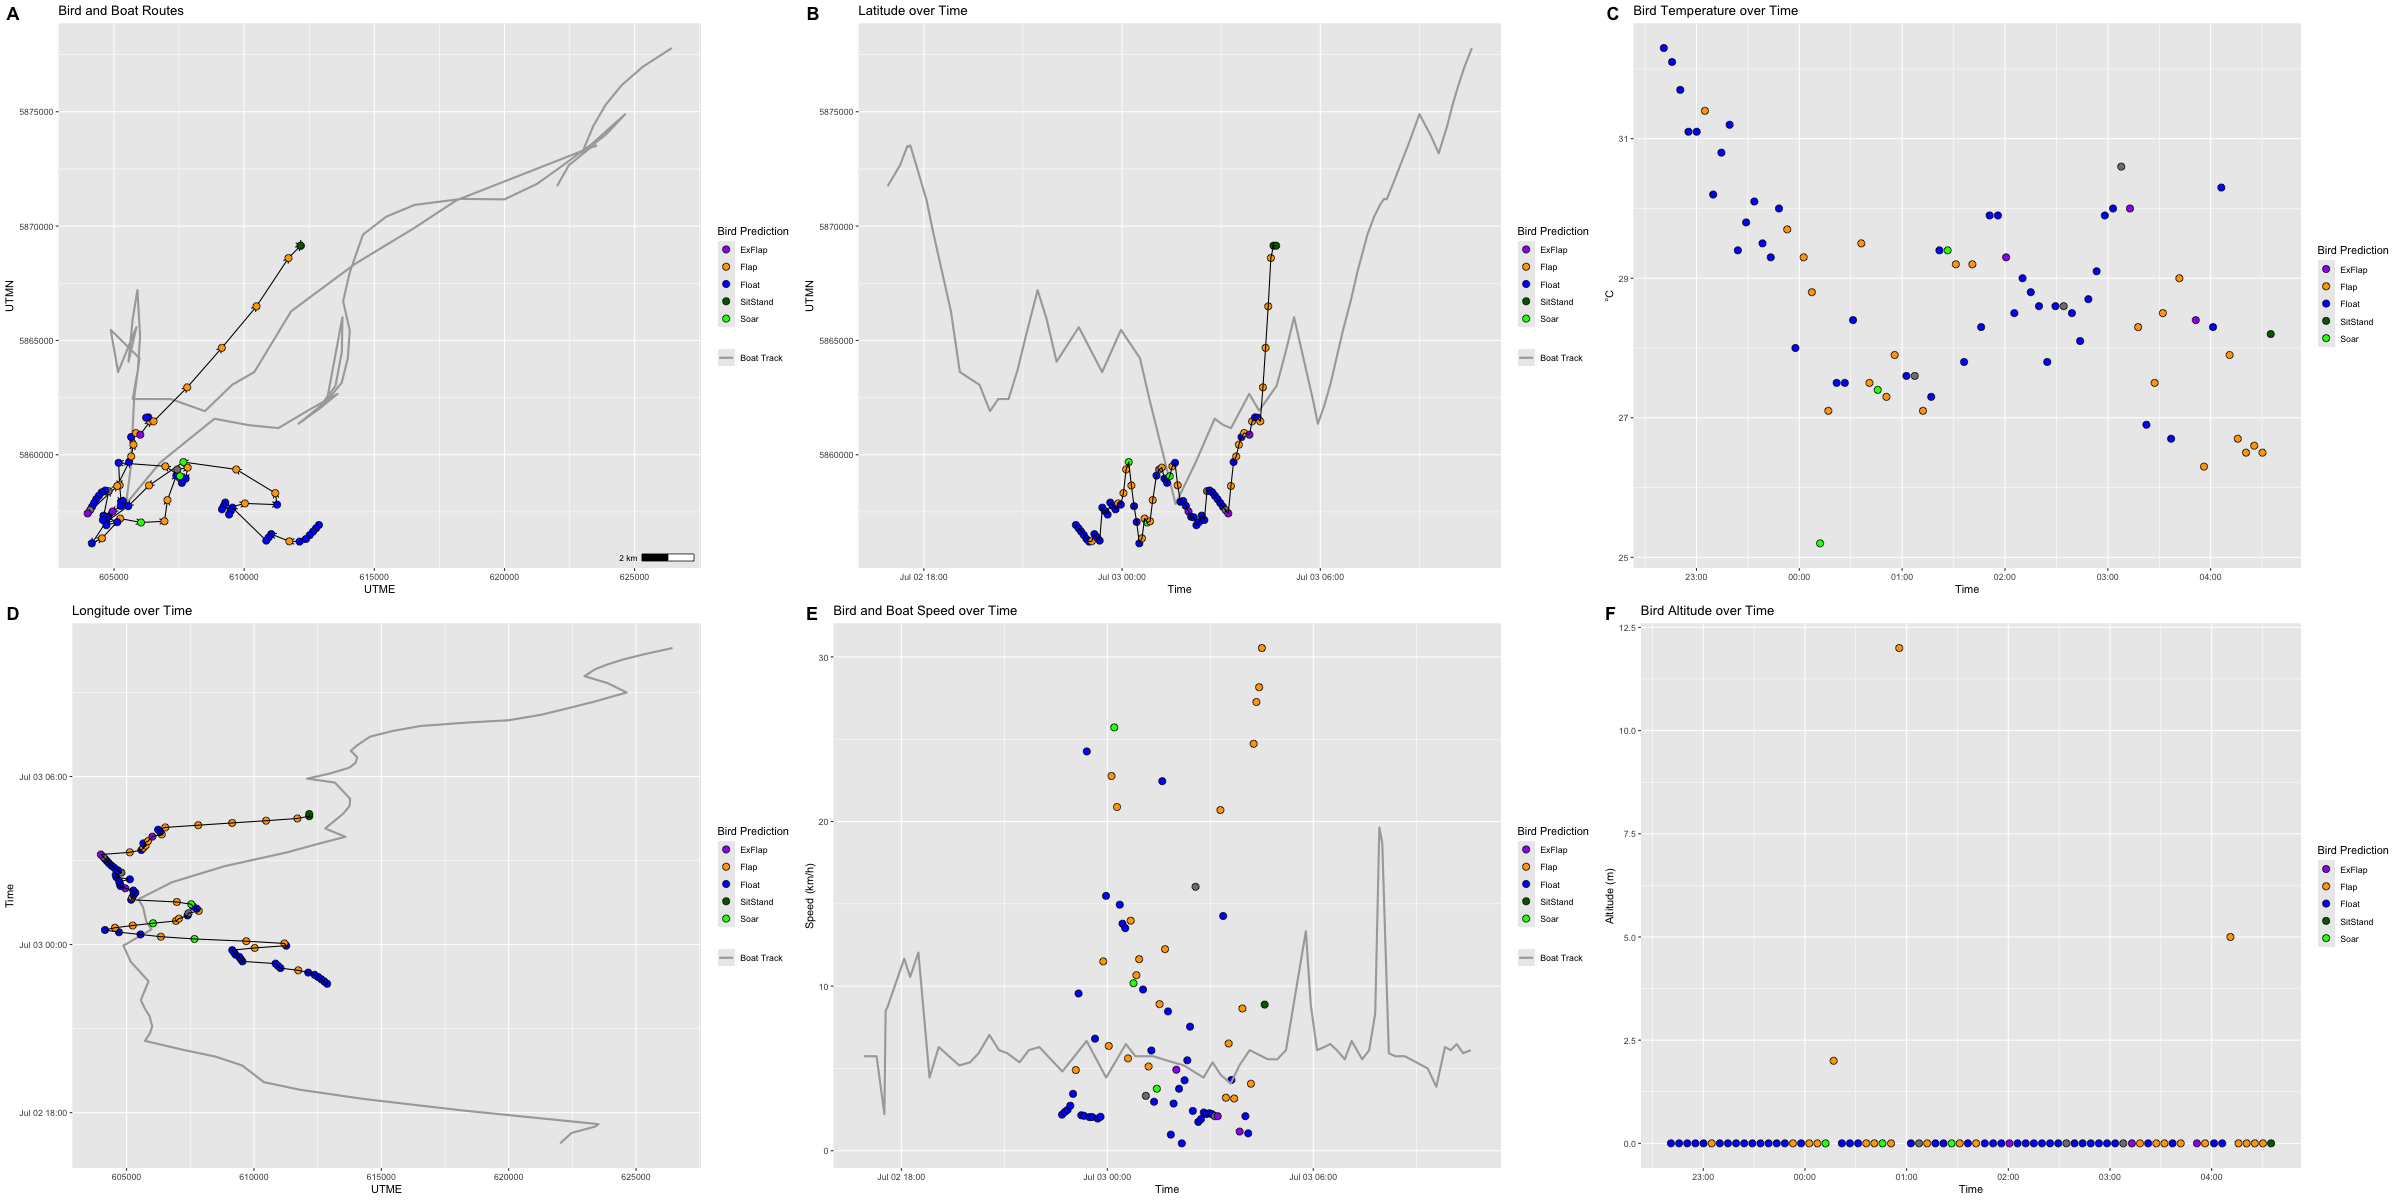 A Bird and Boat Routes
5875000
5870000
5865000
5860000
UTMN
605000 610000 615000 620000 625000
UTME
2 km
Bird Prediction
ExFlap
Flap
Float
SitStand
Soar
Boat Track
B Latitude over Time
5875000
5870000
5865000
5860000
UTMN
Jul 02 18:00 Jul 03 00:00 Jul 03 06:00
Time
Bird Prediction
ExFlap
Flap
Float
SitStand
Soar
Boat Track
C Bird Temperature over Time
31
29
27
25
°C
23:00 00:00 01:00 02:00 03:00 04:00
Time
Bird Prediction
ExFlap
Flap
Float
SitStand
Soar
D Longitude over Time
Jul 03 06:00
Jul 03 00:00
Jul 02 18:00
Time
605000 610000 615000 620000 625000
UTME
Bird Prediction
ExFlap
Flap
Float
SitStand
Soar
Boat Track
E Bird and Boat Speed over Time
30
20
10
0
Speed (km/h)
Jul 02 18:00 Jul 03 00:00 Jul 03 06:00
Time
Bird Prediction
ExFlap
Flap
Float
SitStand
Soar
Boat Track
F Bird Altitude over Time
12.5
10.0
7.5
5.0
2.5
0.0
Altitude (m)
23:00 00:00 01:00 02:00 03:00 04:00
Time
Bird Prediction
ExFlap
Flap
Float
SitStand
Soar